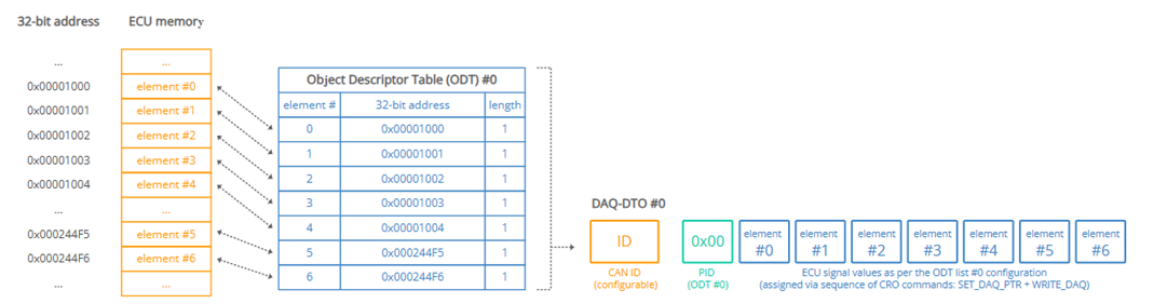 32-bit address ECU memory
... ...
0x00001000 element #0
0x00001001 element #1
0x00001002 element #2
0x00001003 element #3
0x00001004 element #4
... ...
0x000244F5 element #5
0x000244F6 element #6
... ...
Object Descriptor Table (ODT) #0
element # 32-bit address length
0 0x00001000 1
1 0x00001001 1
2 0x00001002 1
3 0x00001003 1
4 0x00001004 1
5 0x000244F5 1
6 0x000244F6 1
DAQ-DTO #0
ID 0x00 element #0 element #1 element #2 element #3 element #4 element #5 element #6
CAN ID
(configurable)
PID
(ODT #0)
ECU signal values as per the ODT list #0 configuration
(assigned via sequence of CRO commands: SET_DAQ_PTR + WRITE_DAQ)